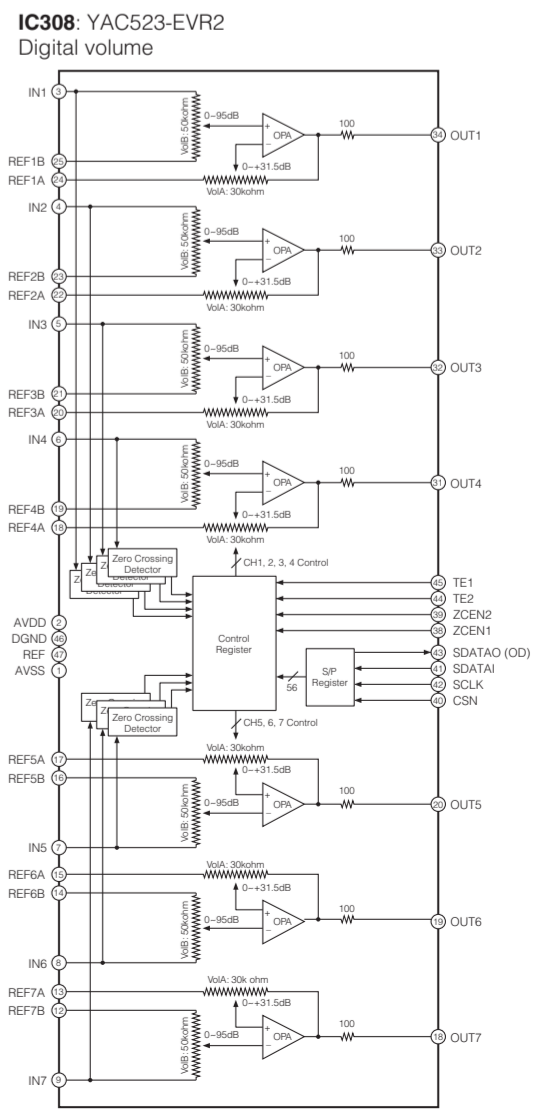 IC308: YAC523-EVR2
Digital volume
IN1 3
VolB: 50kohm
0~95dB
+
−
OPA
100
34 OUT1
REF1B 25
0~+31.5dB
REF1A 24
VolA: 30kohm
IN2 4
VolB: 50kohm
0~95dB
+
−
OPA
100
33 OUT2
REF2B 23
0~+31.5dB
REF2A 22
VolA: 30kohm
IN3 5
VolB: 50kohm
0~95dB
+
−
OPA
100
32 OUT3
REF3B 21
0~+31.5dB
REF3A 20
VolA: 30kohm
IN4 6
VolB: 50kohm
0~95dB
+
−
OPA
100
31 OUT4
REF4B 19
0~+31.5dB
REF4A 18
VolA: 30kohm
CH1, 2, 3, 4 Control
Zero Crossing
Detector
AVDD 2
DGND 46
REF 47
AVSS 1
Control
Register
45 TE1
44 TE2
39 ZCEN2
38 ZCEN1
43 SDATAO (OD)
41 SDATAI
42 SCLK
40 CSN
S/P
Register
56
Zero Crossing
Detector
CH5, 6, 7 Control
REF5A 17
VolA: 30kohm
REF5B 16
0~+31.5dB
VolB: 50kohm
0~95dB
+
−
OPA
100
20 OUT5
IN5 7
REF6A 15
VolA: 30kohm
REF6B 14
0~+31.5dB
VolB: 50kohm
0~95dB
+
−
OPA
100
19 OUT6
IN6 8
REF7A 13
VolA: 30k ohm
REF7B 12
0~+31.5dB
VolB: 50kohm
0~95dB
+
−
OPA
100
18 OUT7
IN7 9